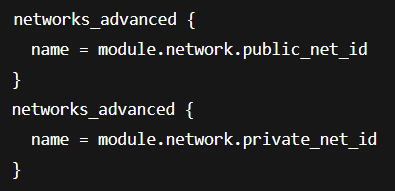 networks_advanced {
  name = module.network.public_net_id
}
networks_advanced {
  name = module.network.private_net_id
}